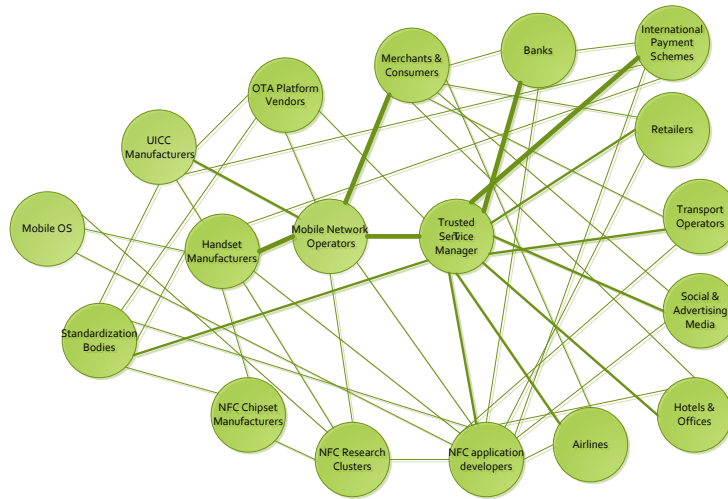 International
Payment
Schemes
Banks
Merchants &
Consumers
OTA Platform
Vendors
Retailers
UICC
Manufacturers
Transport
Operators
Mobile OS
Mobile Network
Operators
Trusted
Service
Manager
Handset
Manufacturers
Social &
Advertising
Media
Standardization
Bodies
NFC Chipset
Manufacturers
Hotels &
Offices
NFC Research
Clusters
NFC application
developers
Airlines